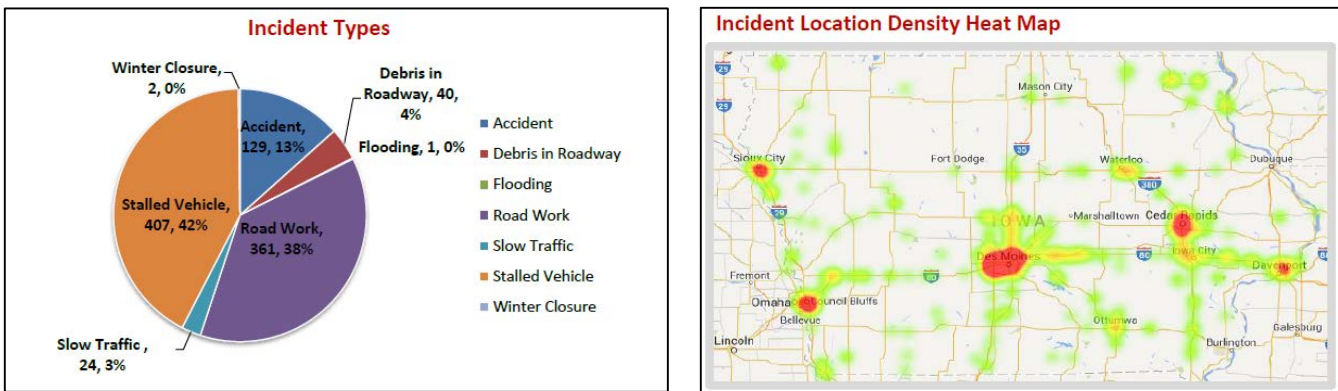 Incident Types
Winter Closure,
2, 0%
Debris in
Roadway, 40,
4%
Accident,
129, 13%
Flooding, 1, 0%
Stalled Vehicle,
407, 42%
Road Work,
361, 38%
Slow Traffic ,
24, 3%
Accident
Debris in Roadway
Flooding
Road Work
Slow Traffic
Stalled Vehicle
Winter Closure
Incident Location Density Heat Map
29
29
Mason City
35
Sioux City
Fort Dodge
Waterloo
Dubuque
380
29
IOWA
Marshalltown
Cedar Rapids
Des Moines
80
Iowa City
Davenport
Fremont
80
Omaha
Council Bluffs
Bellevue
Ottumwa
Galesburg
Lincoln
Burlington